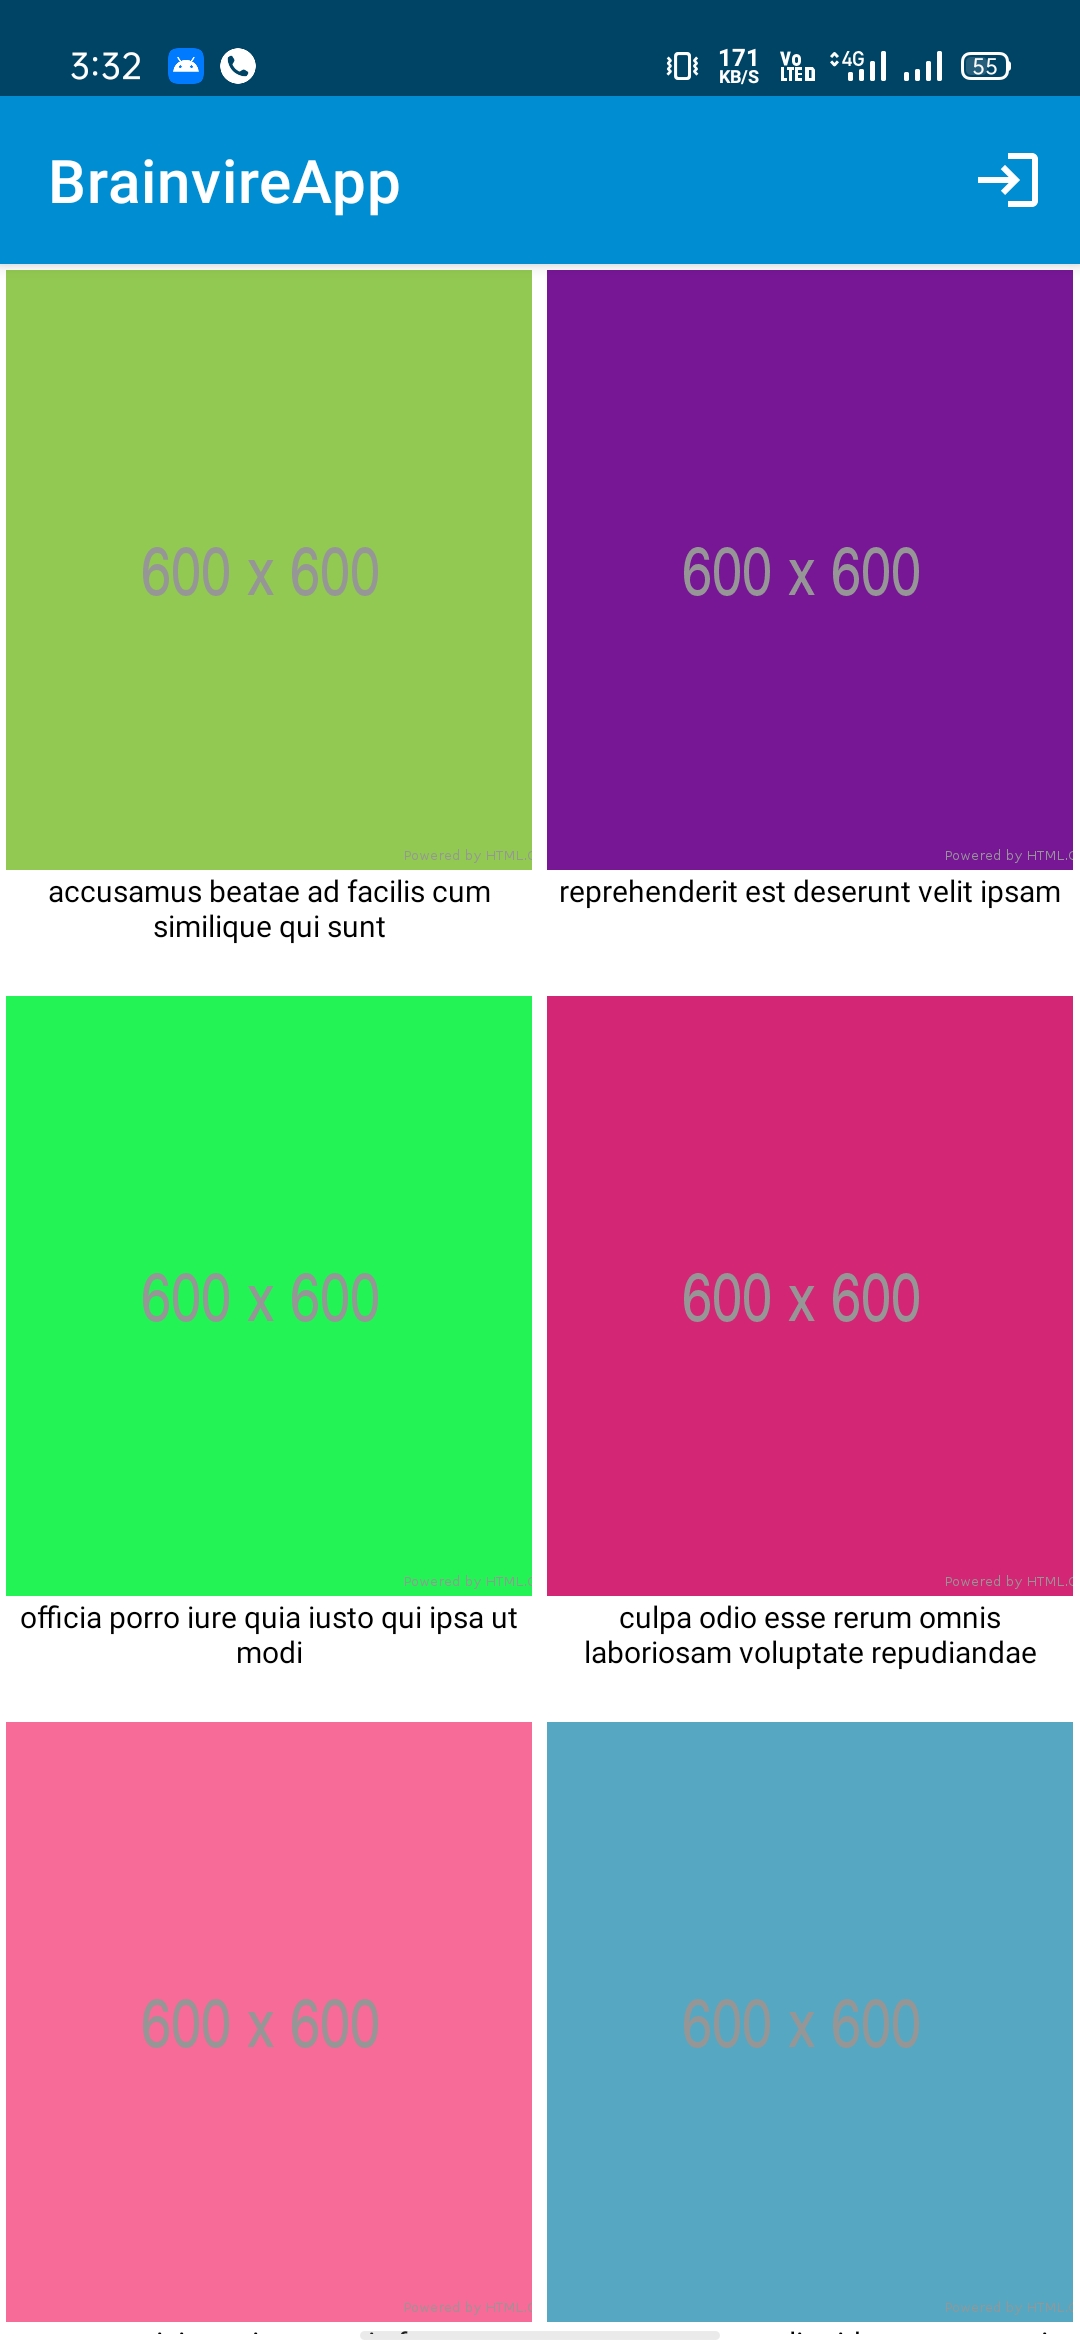 3:32
171
KB/S
Vo
LTE
4G
55
BrainvireApp
600 x 600
600 x 600
Powered by HTML.
Powered by HTML.
accusamus beatae ad facilis cum
similique qui sunt
reprehenderit est deserunt velit ipsam
600 x 600
600 x 600
Powered by HTML.
Powered by HTML.
officia porro iure quia iusto qui ipsa ut
modi
culpa odio esse rerum omnis
laboriosam voluptate repudiandae
600 x 600
600 x 600
Powered by HTML.
Powered by HTML.